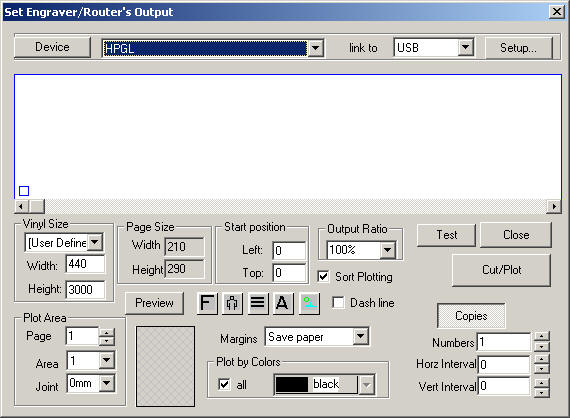 Set Engraver/Router's Output
Device HPGL link to USB Setup...
Vinyl Size
[User Define
Width: 440
Height: 3000
Page Size
Width 210
Height 290
Start position
Left: 0
Top: 0
Output Ratio
100%
Sort Plotting
Test Close
Cut/Plot
Preview F A Dash line
Plot Area
Page 1
Area 1
Joint 0mm
Margins Save paper
Plot by Colors
all black
Copies
Numbers 1
Horz Interval 0
Vert Interval 0